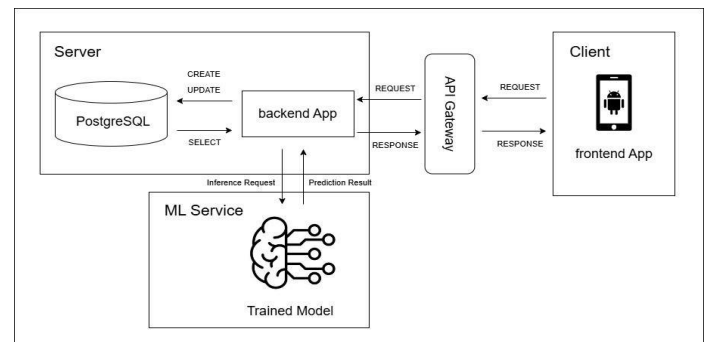 Server
Client
CREATE
UPDATE
PostgreSQL
SELECT
backend App
REQUEST
RESPONSE
API Gateway
REQUEST
RESPONSE
frontend App
Inference Request
Prediction Result
ML Service
Trained Model